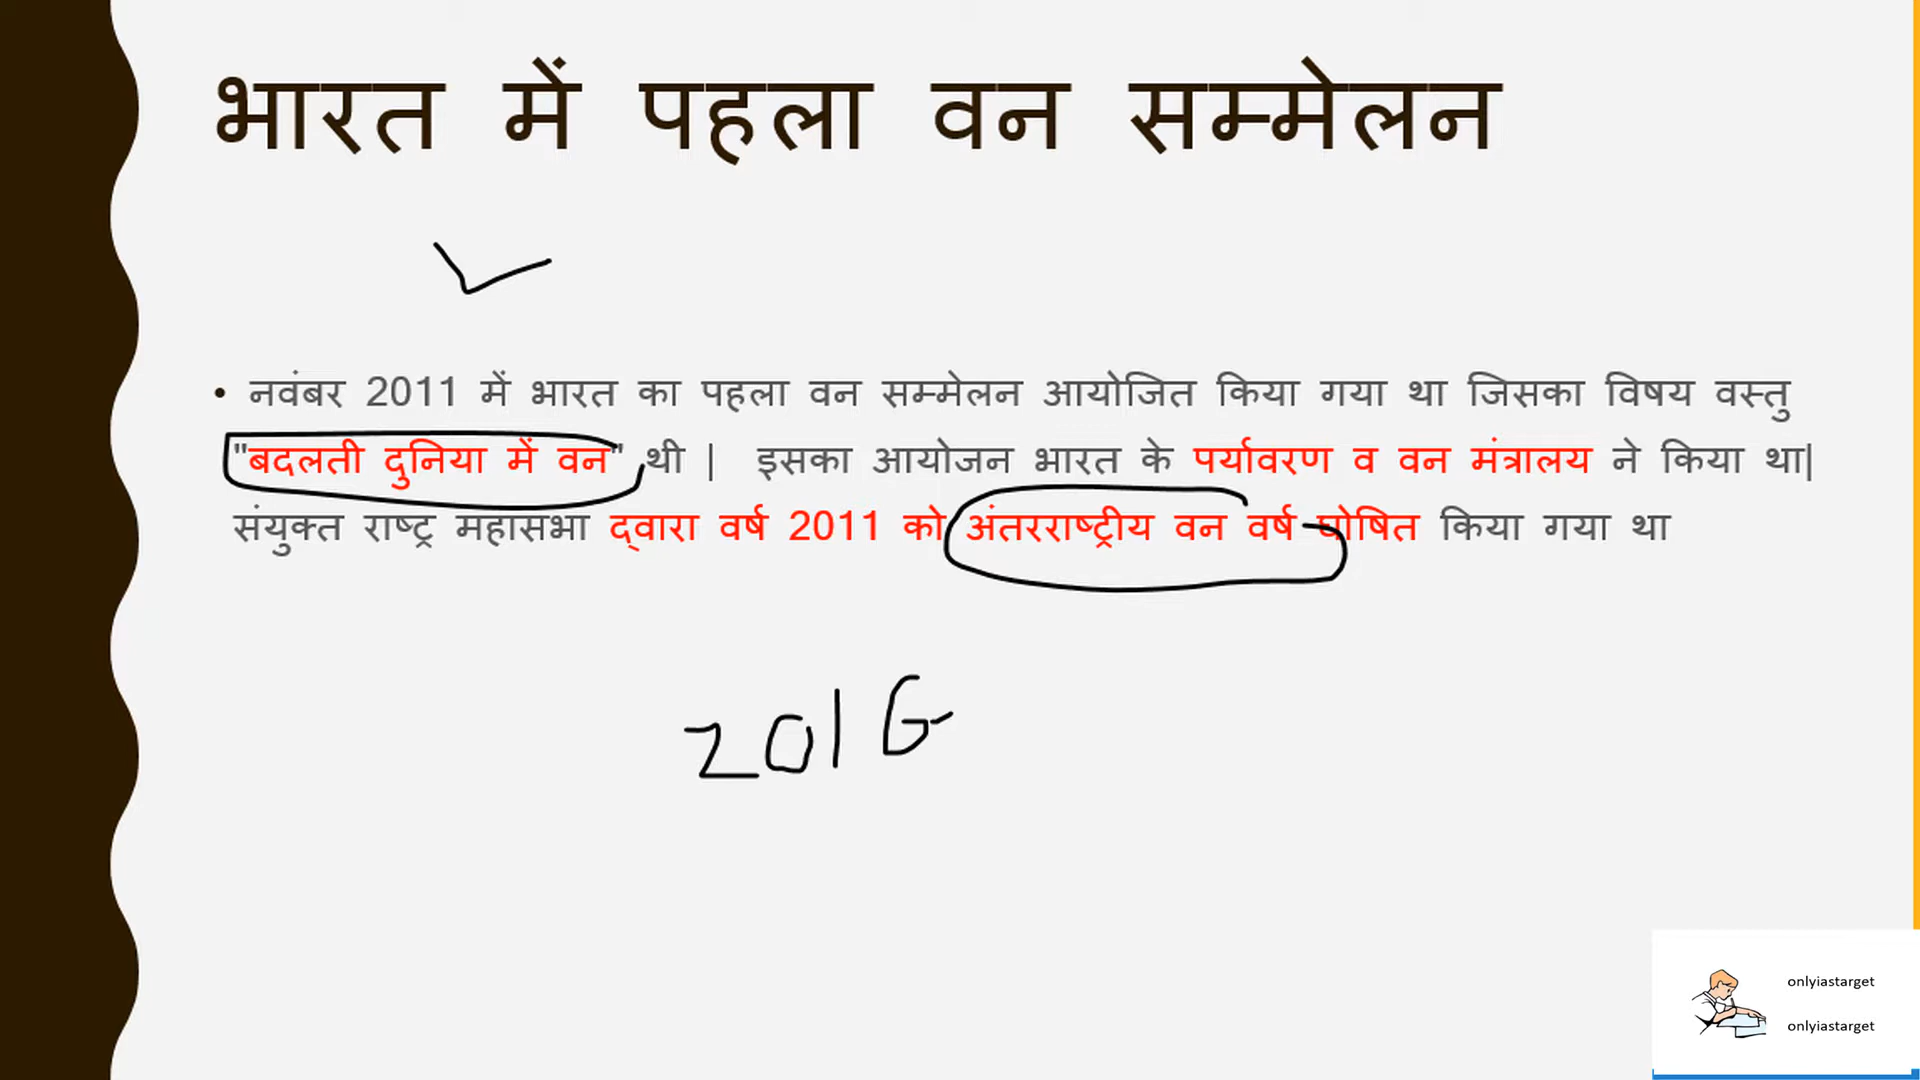 भारत में पहला वन सम्मेलन
• नवंबर 2011 में भारत का पहला वन सम्मेलन आयोजित किया गया था जिसका विषय वस्तु
"बदलती दुनिया में वन" थी | इसका आयोजन भारत के पर्यावरण व वन मंत्रालय ने किया था|
संयुक्त राष्ट्र महासभा द्वारा वर्ष 2011 को अंतरराष्ट्रीय वन वर्ष घोषित किया गया था
2016
onlyiastarget
onlyiastarget